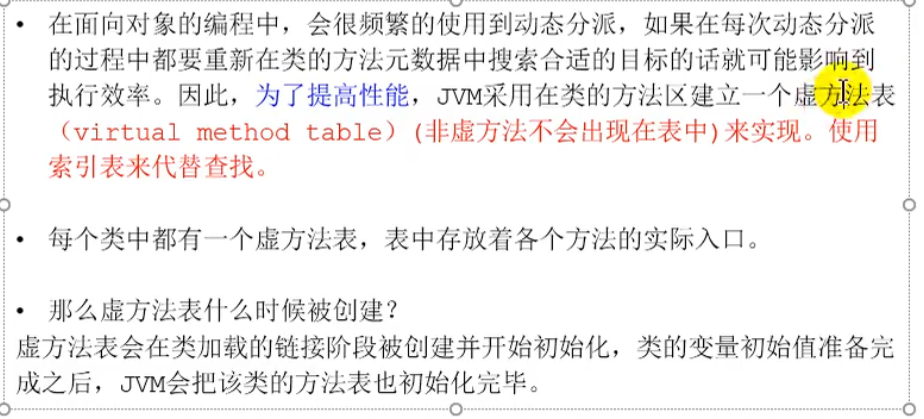 • 在面向对象的编程中，会很频繁的使用到动态分派，如果在每次动态分派
的过程中都要重新在类的方法元数据中搜索合适的目标的话就可能影响到
执行效率。因此，为了提高性能，JVM采用在类的方法区建立一个虚方法表
（virtual method table）(非虚方法不会出现在表中)来实现。使用
索引表来代替查找。
• 每个类中都有一个虚方法表，表中存放着各个方法的实际入口。
• 那么虚方法表什么时候被创建？
虚方法表会在类加载的链接阶段被创建并开始初始化，类的变量初始值准备完
成之后，JVM会把该类的方法表也初始化完毕。